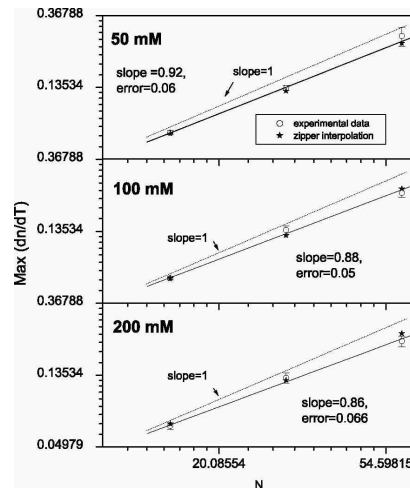 0.36788
50 mM
slope =0.92,
error=0.06
slope=1
0.13534
experimental data
zipper interpolation
0.36788
100 mM
Max (dn/dT)
0.13534
slope=1
slope=0.88,
error=0.05
0.36788
200 mM
0.13534
slope=1
slope=0.86,
error=0.066
0.04979
20.08554
54.59815
N